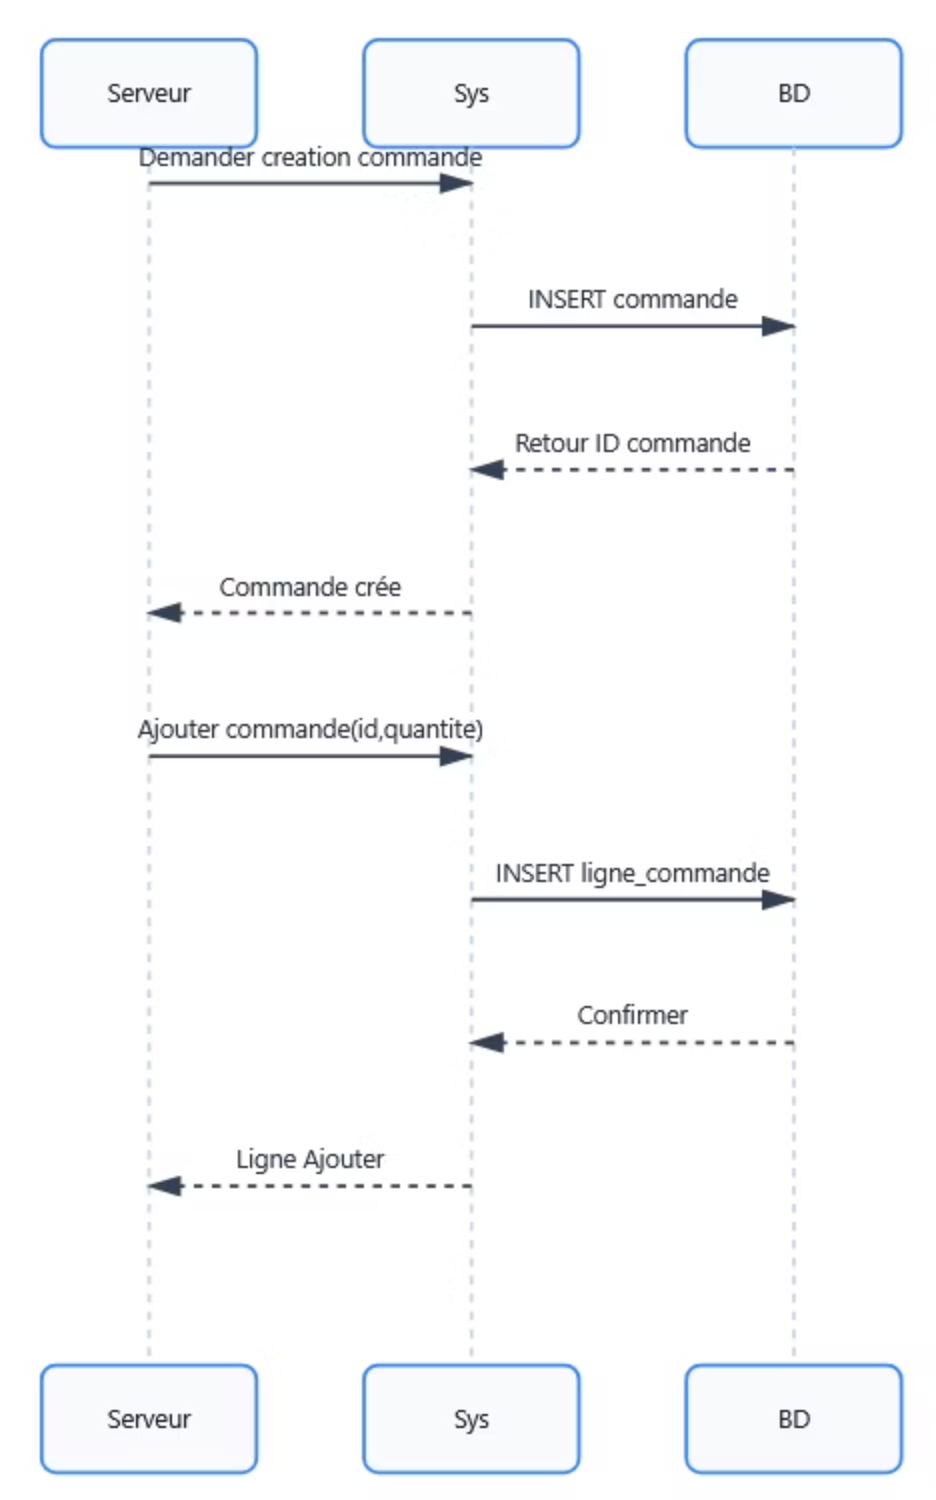 Serveur
Sys
BD
Demander creation commande
INSERT commande
Retour ID commande
Commande crée
Ajouter commande(id,quantite)
INSERT ligne_commande
Confirmer
Ligne Ajouter
Serveur
Sys
BD